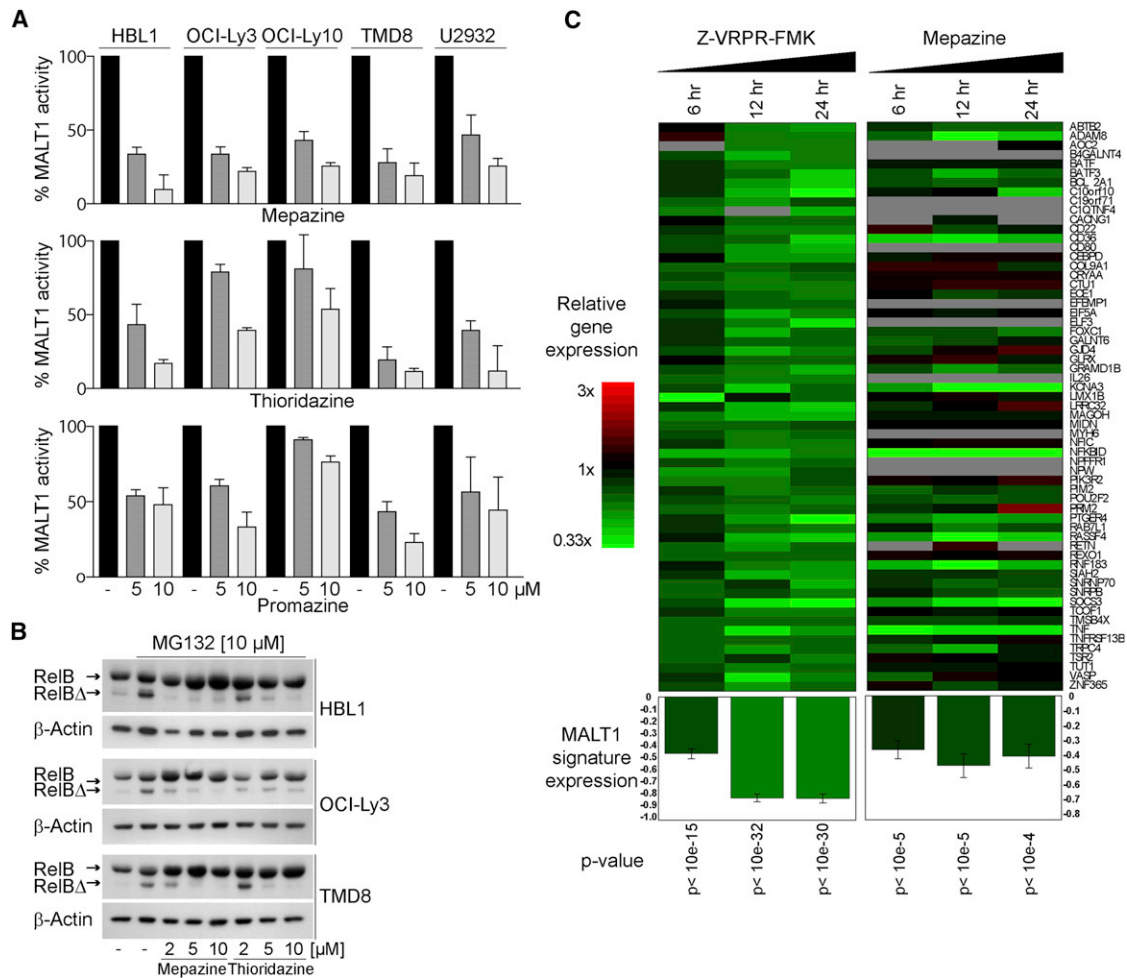 A
HBL1 OCI-Ly3 OCI-Ly10 TMD8 U2932
% MALT1 activity
100
50
0
Mepazine
% MALT1 activity
100
50
0
Thioridazine
% MALT1 activity
100
50
0
- 5 10 - 5 10 - 5 10 - 5 10 - 5 10 μM
Promazine
B
MG132 [10 μM]
RelB
RelBΔ
HBL1
β-Actin
RelB
RelBΔ
OCI-Ly3
β-Actin
RelB
RelBΔ
TMD8
β-Actin
- - 2 5 10 2 5 10 [μM]
Mepazine Thioridazine
C
Z-VRPR-FMK Mepazine
6 hr 12 hr 24 hr 6 hr 12 hr 24 hr
Relative
gene
expression
3x
1x
0.33x
ABTB2
ADAM8
AOC2
B4GALNT4
BATF
BATF3
BCL 2A1
C10orf10
C19orf71
C1QTNF4
CACNG1
CD22
CD36
CD80
CEBPD
COL9A1
CRYAA
CTU1
ECE1
EFEMP1
EIF5A
ELF3
FOXC1
GALNT6
GJD4
GLRX
GRAMD1B
IL26
KCNA3
LMX1B
LRRC32
MAGOH
MIDN
MYH6
NFIC
NFKBID
NPFFR1
NPW
PIK3R2
PIM2
POU2F2
PRM2
PTGER4
RAB7L1
RASSF4
RETN
REXO1
RNF183
SIAH2
SNRNP70
SNRPB
SOCS3
TCOF1
TMSB4X
TNF
TNFRSF13B
TRPC4
TSR2
TUT1
VASP
ZNF365
MALT1
signature
expression
0
-0.1
-0.2
-0.3
-0.4
-0.5
-0.6
-0.7
-0.8
-0.9
-1.0
0
-0.1
-0.2
-0.3
-0.4
-0.5
-0.6
-0.7
-0.8
p-value
p< 10e-15 p< 10e-32 p< 10e-30 p< 10e-5 p< 10e-5 p< 10e-4